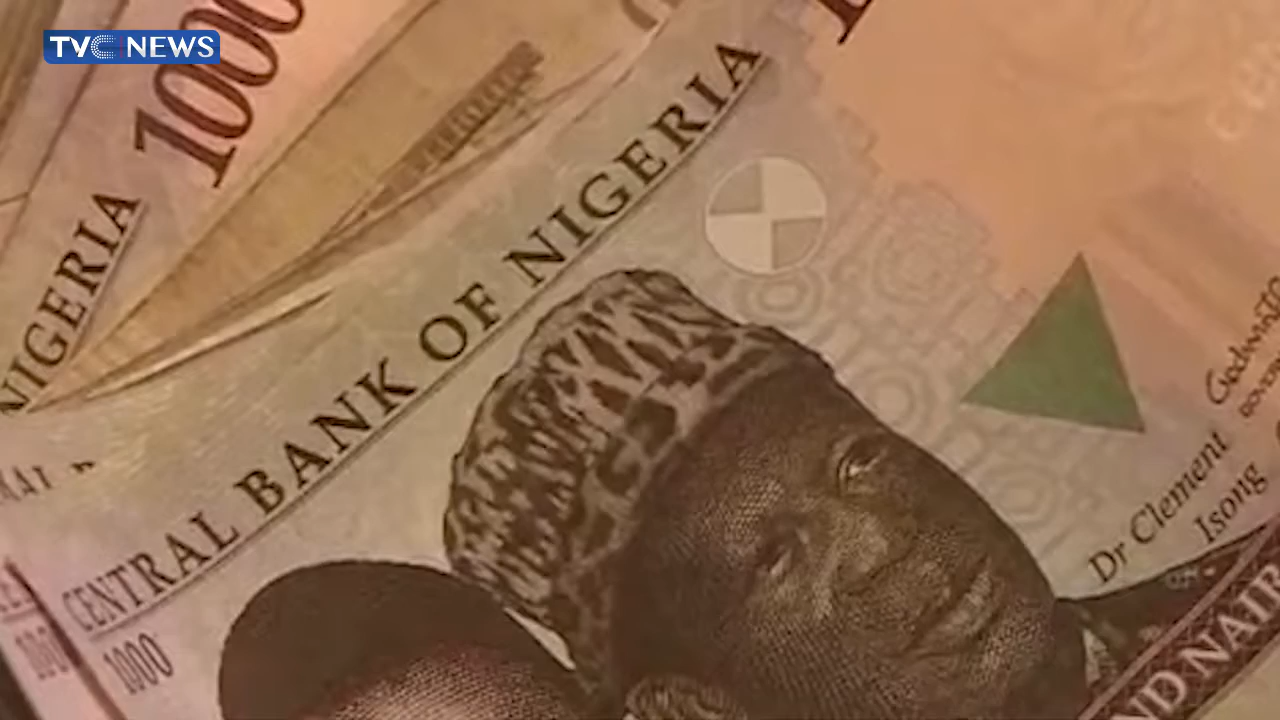 TVC NEWS
1000
NIGERIA
CENTRAL BANK OF NIGERIA
1000
Dr Clement
Isong